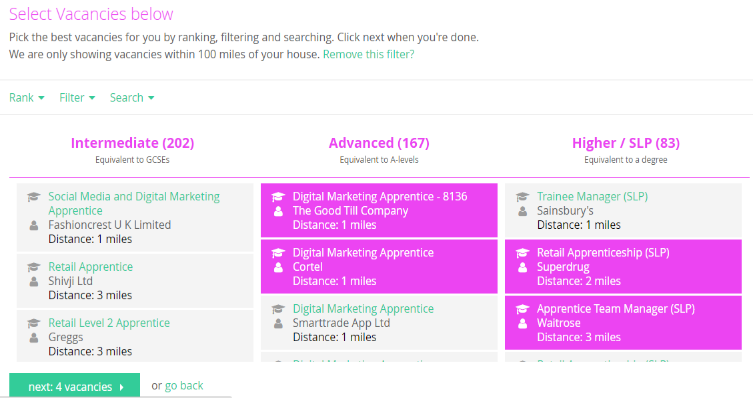 Select Vacancies below
Pick the best vacancies for you by ranking, filtering and searching. Click next when you're done.
We are only showing vacancies within 100 miles of your house. Remove this filter?
Rank Filter Search
Intermediate (202)
Equivalent to GCSEs
Social Media and Digital Marketing
Apprentice
Fashioncrest U K Limited
Distance: 1 miles
Retail Apprentice
Shivji Ltd
Distance: 3 miles
Retail Level 2 Apprentice
Greggs
Distance: 3 miles
Advanced (167)
Equivalent to A-levels
Digital Marketing Apprentice - 8136
The Good Till Company
Distance: 1 miles
Digital Marketing Apprentice
Cortel
Distance: 1 miles
Digital Marketing Apprentice
Smarttrade App Ltd
Distance: 1 miles
Higher / SLP (83)
Equivalent to a degree
Trainee Manager (SLP)
Sainsbury's
Distance: 1 miles
Retail Apprenticeship (SLP)
Superdrug
Distance: 2 miles
Apprentice Team Manager (SLP)
Waitrose
Distance: 3 miles
next: 4 vacancies or go back